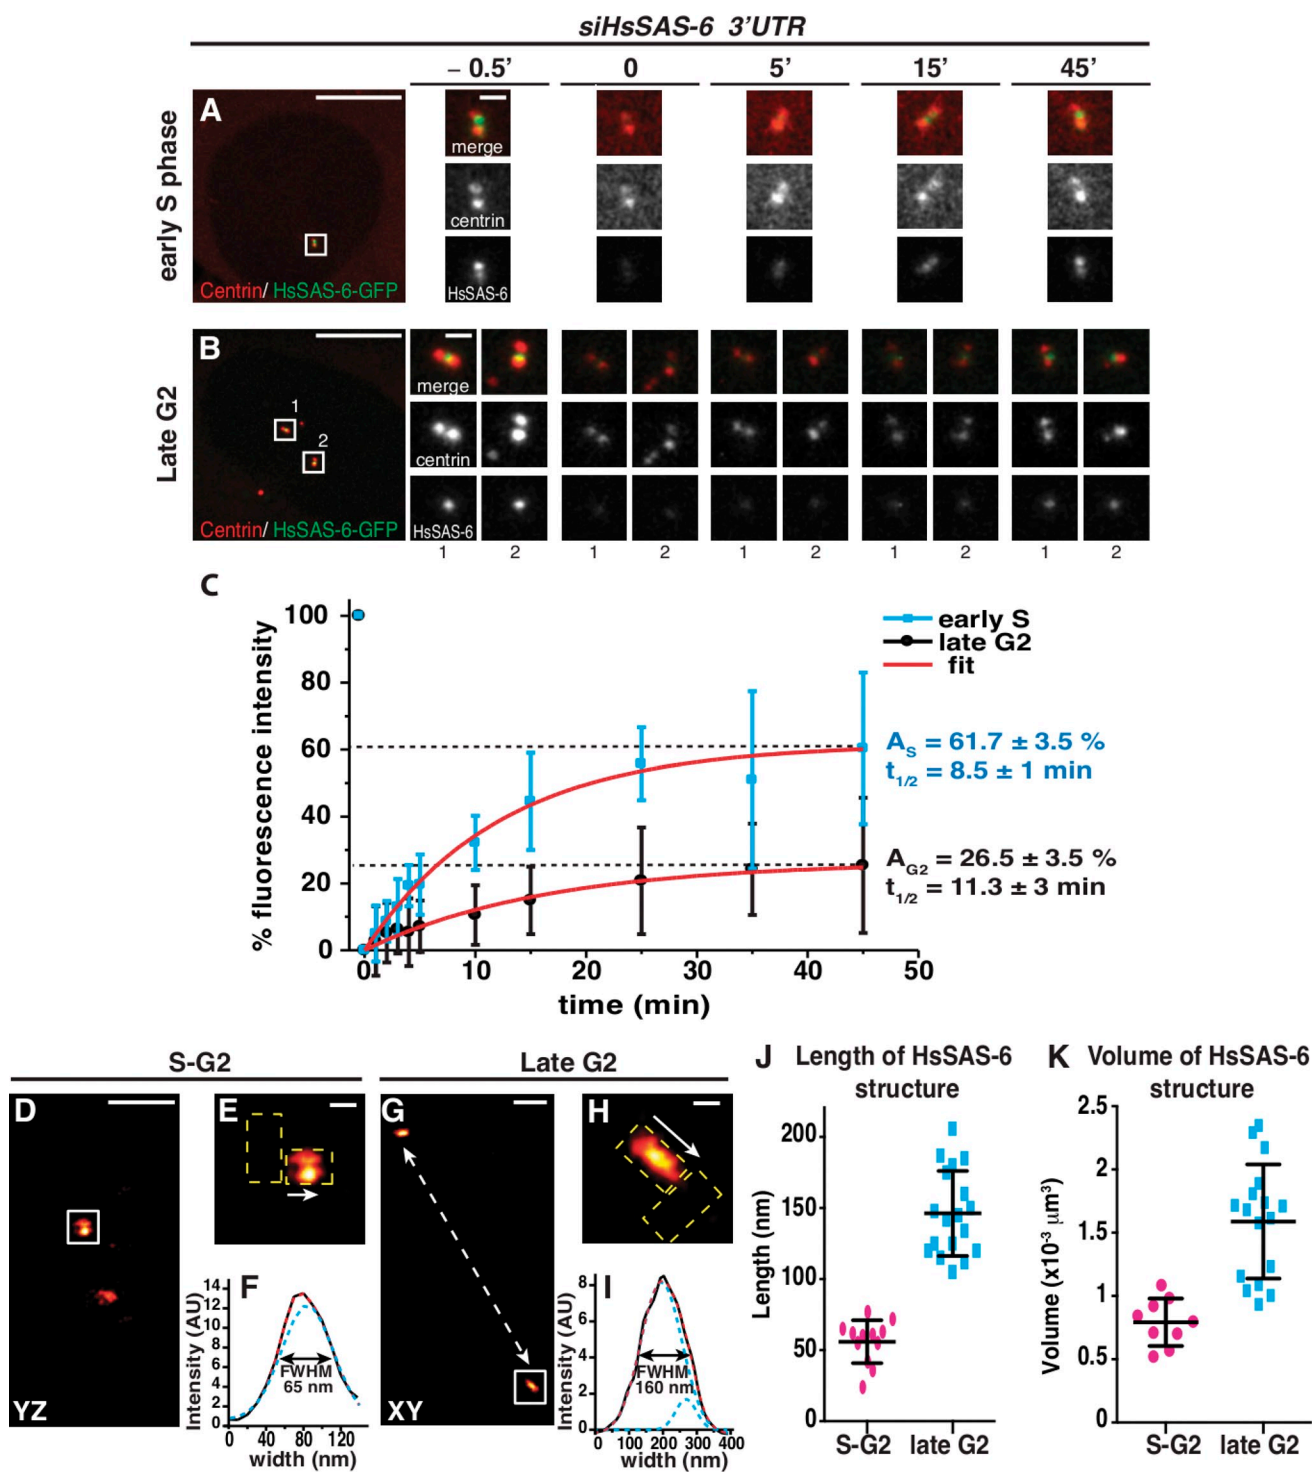 siHsSAS-6 3'UTR
– 0.5' 0 5' 15' 45'
early S phase
A
Centrin/ HsSAS-6-GFP
merge
centrin
HsSAS-6
Late G2
B
1
2
Centrin/ HsSAS-6-GFP
merge
centrin
HsSAS-6
1 2 1 2 1 2 1 2 1 2
C
% fluorescence intensity
100
80
60
40
20
0
0 10 20 30 40 50
time (min)
early S
late G2
fit
A_S = 61.7 ± 3.5 %
t_1/2 = 8.5 ± 1 min
A_G2 = 26.5 ± 3.5 %
t_1/2 = 11.3 ± 3 min
S-G2
Late G2
D
YZ
E
F
Intensity (AU)
14
12
10
8
6
4
2
0
FWHM
65 nm
0 40 80 120
width (nm)
G
XY
H
I
Intensity (AU)
8
6
4
2
0
FWHM
160 nm
0 100 200 300 400
width (nm)
J Length of HsSAS-6
structure
Length (nm)
200
150
100
50
0
S-G2 late G2
K Volume of HsSAS-6
structure
Volume (x10⁻³ µm³)
2.5
2
1.5
1
0.5
0
S-G2 late G2